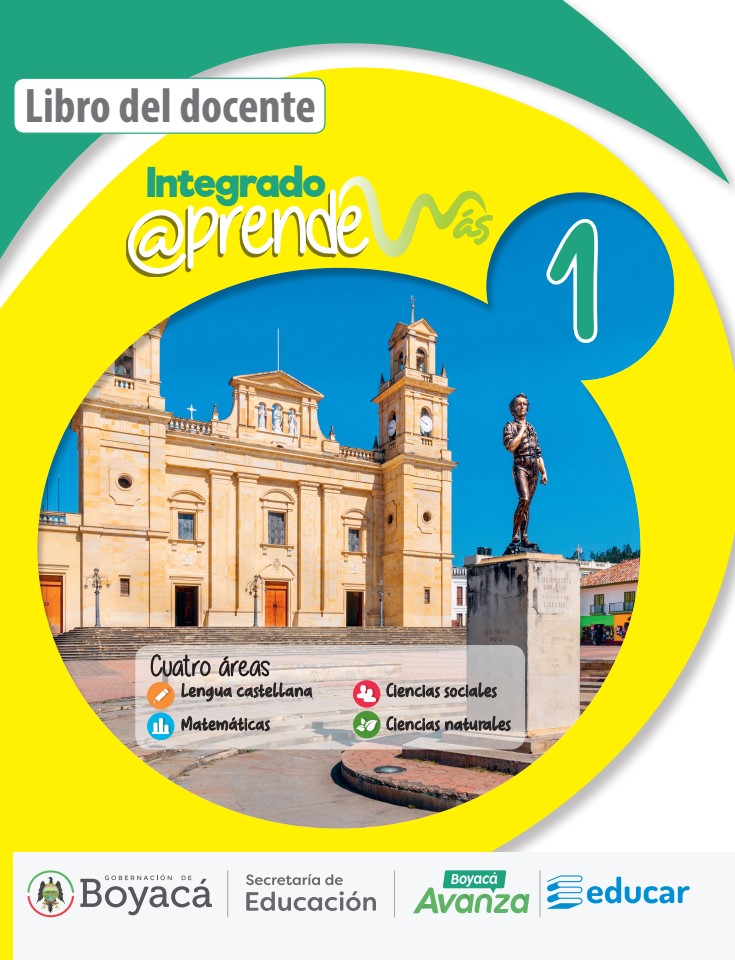 Libro del docente
Integrado
@prende
más
1
Cuatro áreas
Lengua castellana
Ciencias sociales
Matemáticas
Ciencias naturales
GOBERNACIÓN DE
Boyacá
Secretaría de
Educación
Boyacá
Avanza
educar